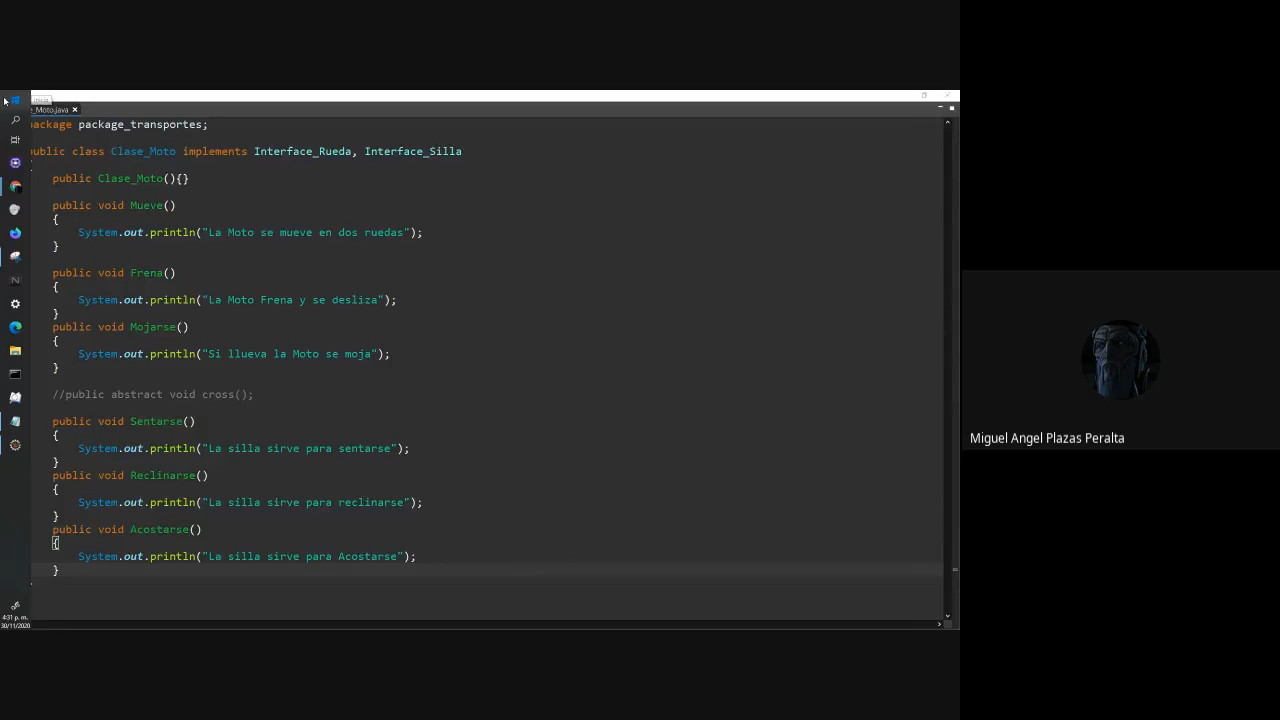 Inicio
_Moto.java
package package_transportes;
public class Clase_Moto implements Interface_Rueda, Interface_Silla
{
public Clase_Moto(){}
public void Mueve()
{
System.out.println("La Moto se mueve en dos ruedas");
}
public void Frena()
{
System.out.println("La Moto Frena y se desliza");
}
public void Mojarse()
{
System.out.println("Si llueva la Moto se moja");
}
//public abstract void cross();
public void Sentarse()
{
System.out.println("La silla sirve para sentarse");
}
public void Reclinarse()
{
System.out.println("La silla sirve para reclinarse");
}
public void Acostarse()
{
System.out.println("La silla sirve para Acostarse");
}
4:31 p. m.
30/11/2020
Miguel Angel Plazas Peralta